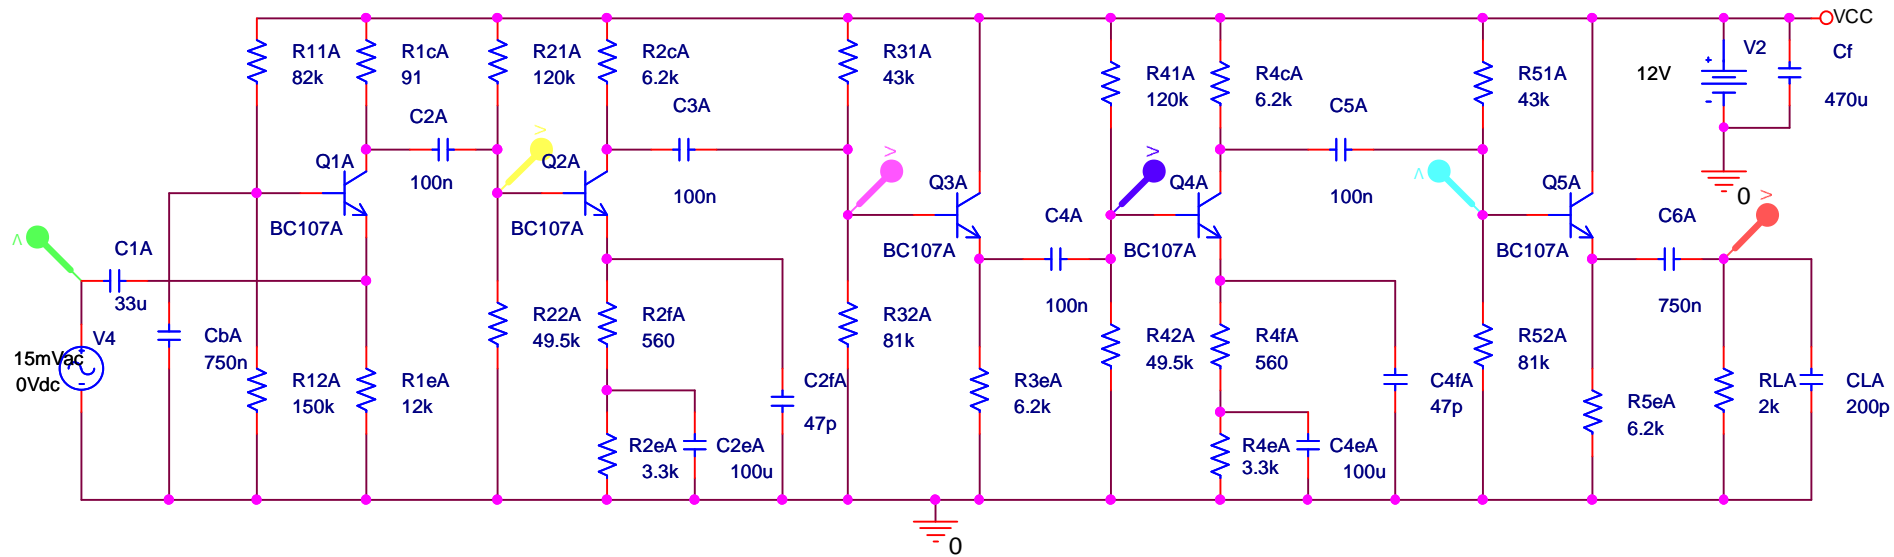 VCC
R11A
82k
R1cA
91
R21A
120k
R2cA
6.2k
R31A
43k
R41A
120k
R4cA
6.2k
R51A
43k
V2
12V
Cf
470u
C2A
100n
C3A
100n
C5A
100n
Q1A
BC107A
Q2A
BC107A
Q3A
BC107A
Q4A
BC107A
Q5A
BC107A
0
C1A
33u
C4A
100n
C6A
750n
V4
15mVac
0Vdc
CbA
750n
R22A
49.5k
R2fA
560
R32A
81k
R42A
49.5k
R4fA
560
R52A
81k
R12A
150k
R1eA
12k
C2fA
47p
R3eA
6.2k
C4fA
47p
R5eA
6.2k
RLA
2k
CLA
200p
R2eA
3.3k
C2eA
100u
R4eA
3.3k
C4eA
100u
0